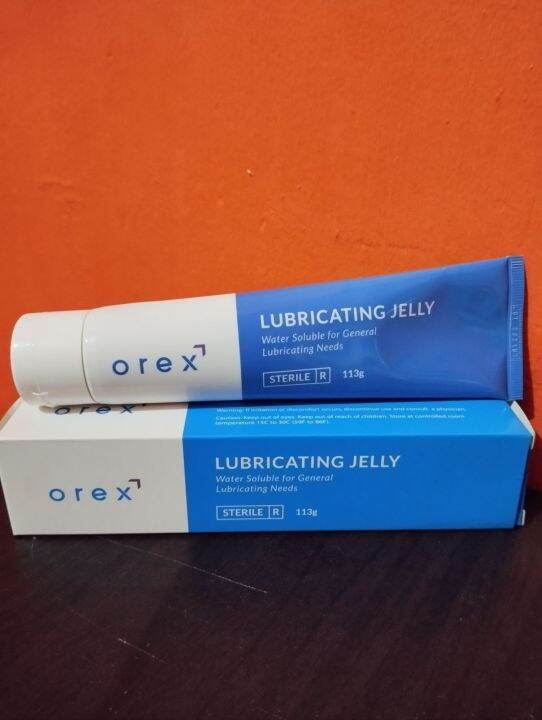 orex
LUBRICATING JELLY
Water Soluble for General
Lubricating Needs
STERILE R 113g
orex
Warning: If irritation or discomfort occurs, discontinue use and consult a physician.
Caution: Keep out of eyes. Keep out of reach of children. Store at controlled room
temperature 15C to 30C (59F to 86F).
orex
LUBRICATING JELLY
Water Soluble for General
Lubricating Needs
STERILE R 113g